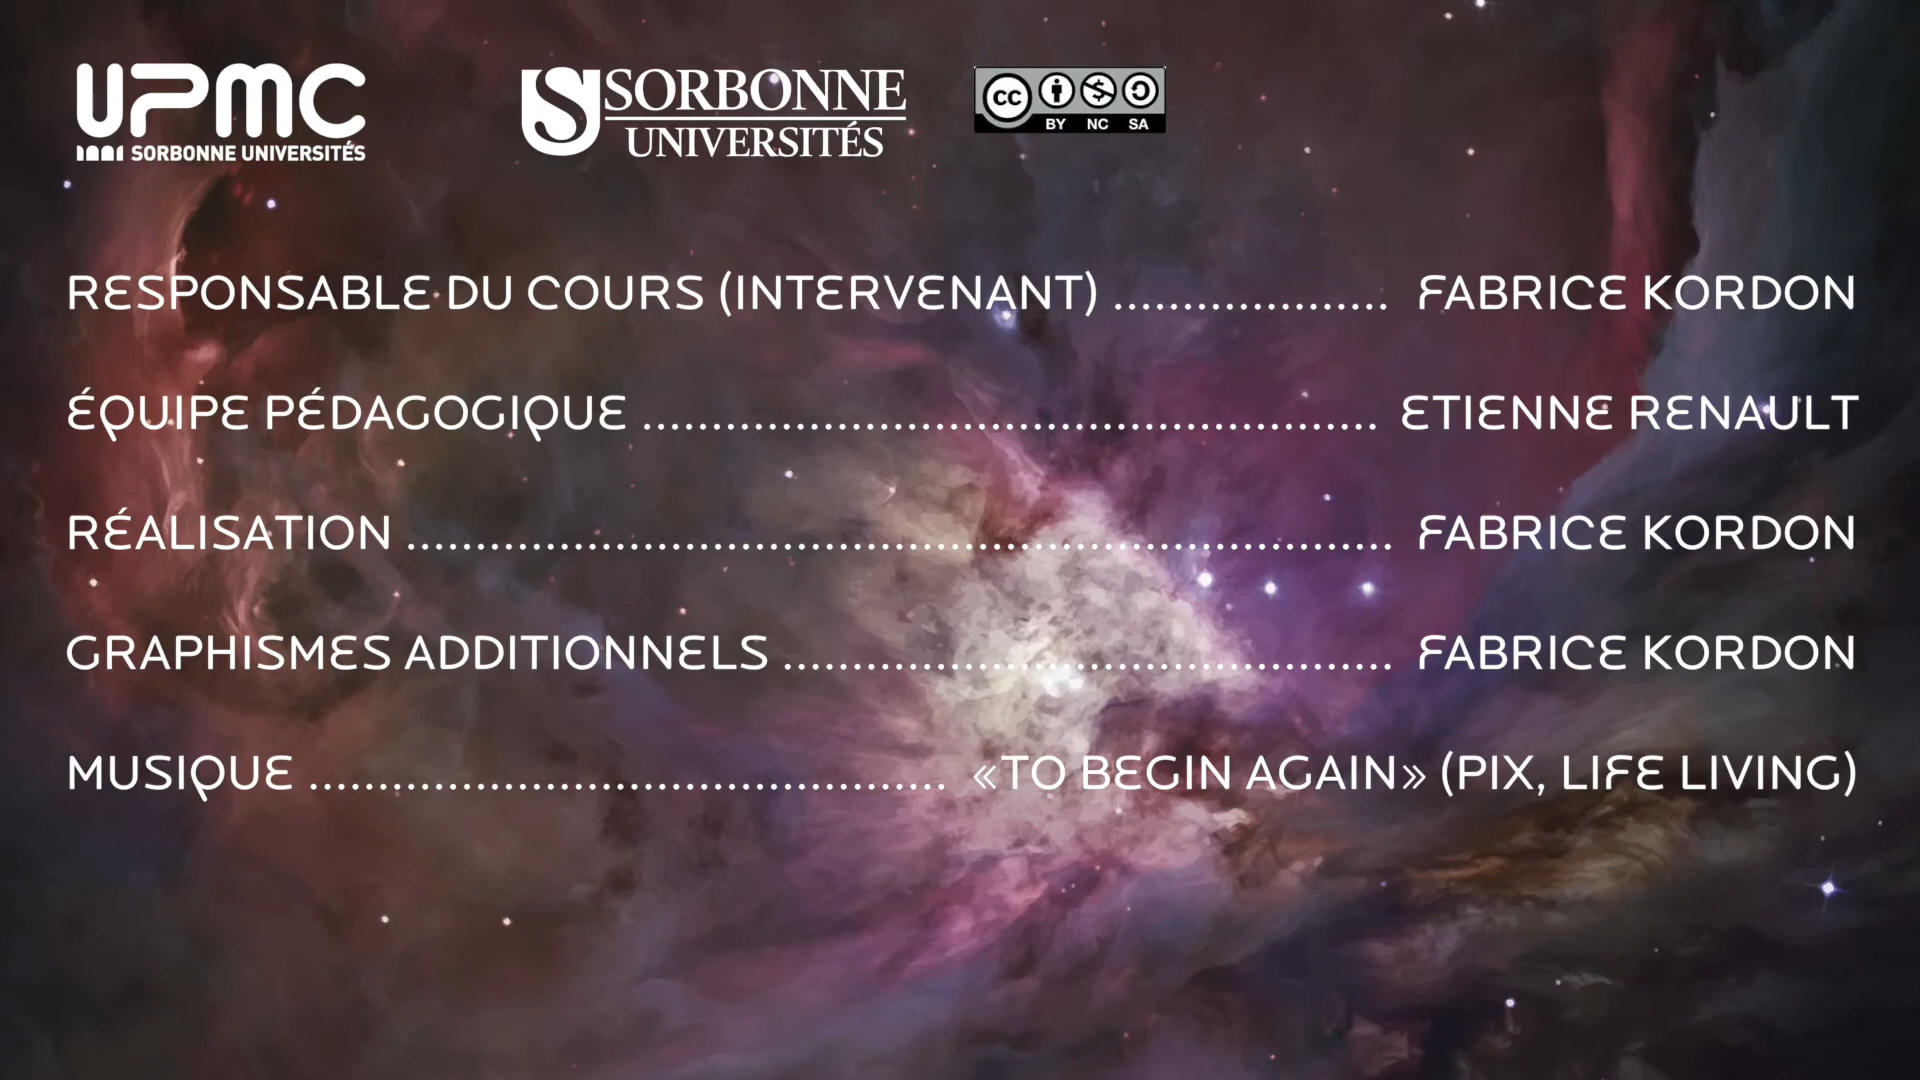 UPMC
SORBONNE UNIVERSITÉS
SORBONNE
UNIVERSITÉS
cc
BY NC SA
RESPONSABLE DU COURS (INTERVENANT) .................... FABRICE KORDON
ÉQUIPE PÉDAGOGIQUE ..................................................... ETIENNE RENAULT
RÉALISATION ....................................................................... FABRICE KORDON
GRAPHISMES ADDITIONNELS ............................................ FABRICE KORDON
MUSIQUE .............................................. «TO BEGIN AGAIN» (PIX, LIFE LIVING)